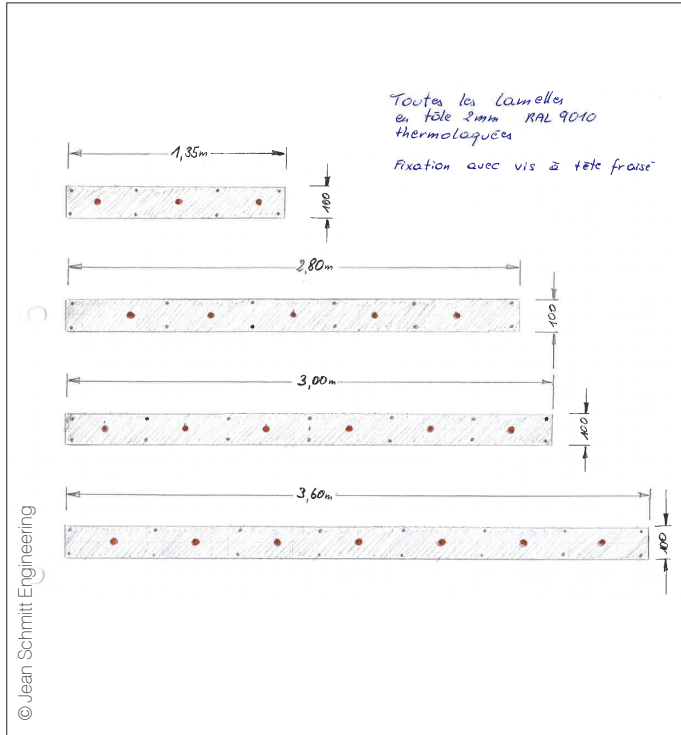 Toutes les Lamelles
en tôle 2mm RAL 9010
thermolaquées
Fixation avec vis à tête fraisé
1,35m
100
2,80m
100
3,00m
100
3,60m
100
© Jean Schmitt Engineering